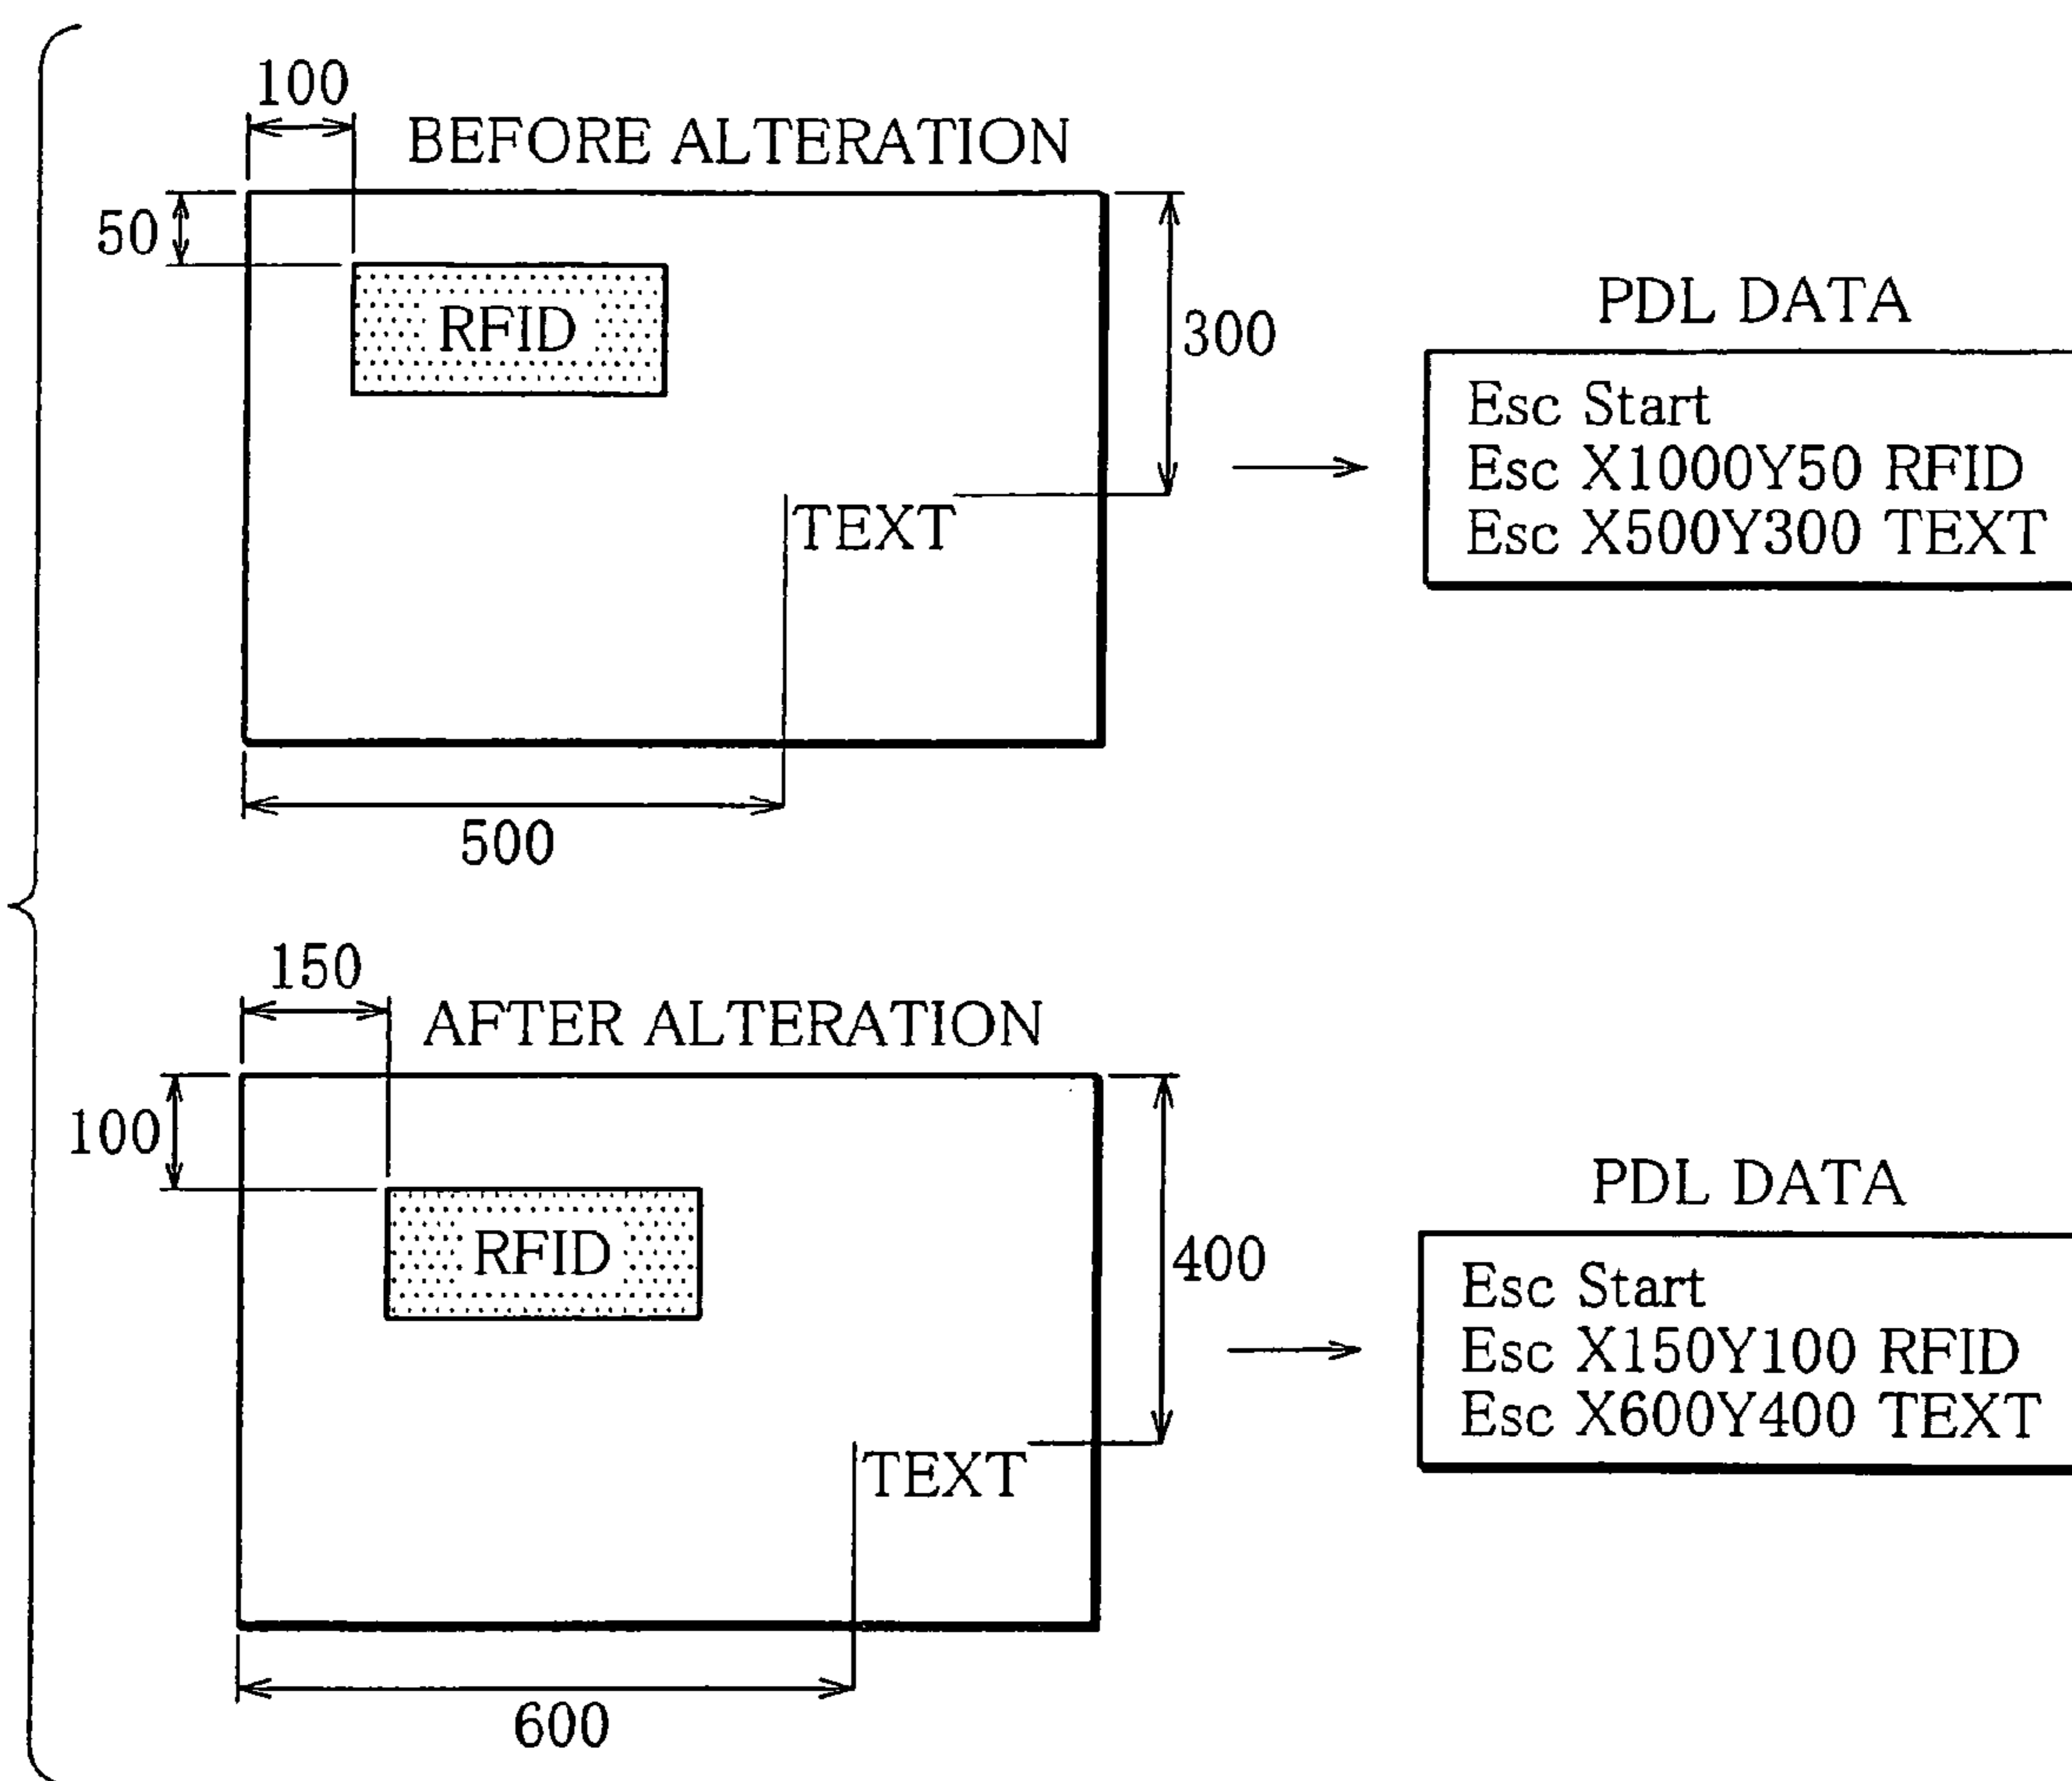 100
BEFORE ALTERATION
50
RFID
300
TEXT
500
PDL DATA
Esc Start
Esc X1000Y50 RFID
Esc X500Y300 TEXT
150
AFTER ALTERATION
100
RFID
400
TEXT
600
PDL DATA
Esc Start
Esc X150Y100 RFID
Esc X600Y400 TEXT